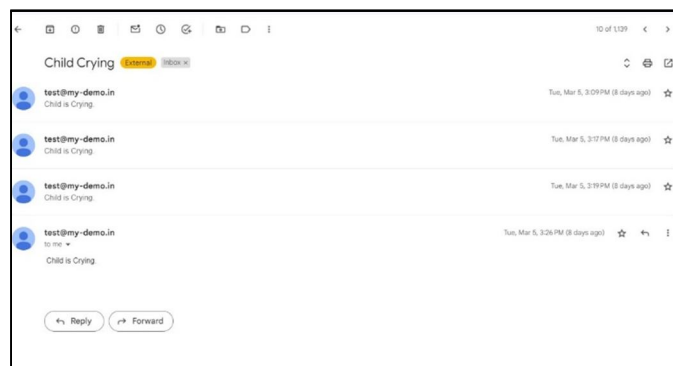 10 of 1,139
Child Crying External Inbox ×
test@my-demo.in Tue, Mar 5, 3:09 PM (8 days ago)
Child is Crying.
test@my-demo.in Tue, Mar 5, 3:17 PM (8 days ago)
Child is Crying.
test@my-demo.in Tue, Mar 5, 3:19 PM (8 days ago)
Child is Crying.
test@my-demo.in Tue, Mar 5, 3:26 PM (8 days ago)
to me
Child is Crying.
Reply Forward